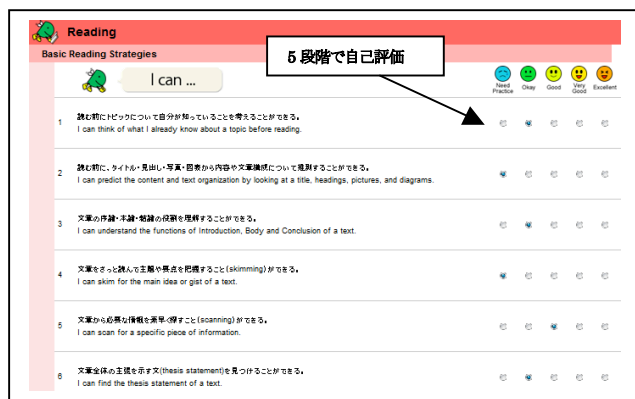 Reading
Basic Reading Strategies
5 段階で自己評価
I can ...
Need Practice Okay Good Very Good Excellent
1 読む前にトピックについて自分が知っていることを考えることができる。
I can think of what I already know about a topic before reading.
2 読む前に、タイトル・見出し・写真・図表から内容や文章構成について推測することができる。
I can predict the content and text organization by looking at a title, headings, pictures, and diagrams.
3 文章の序論・本論・結論の役割を理解することができる。
I can understand the functions of Introduction, Body and Conclusion of a text.
4 文章をさっと読んで主題や要点を把握すること(skimming)ができる。
I can skim for the main idea or gist of a text.
5 文章から必要な情報を素早く探すこと(scanning)ができる。
I can scan for a specific piece of information.
6 文章全体の主張を示す文(thesis statement)を見つけることができる。
I can find the thesis statement of a text.